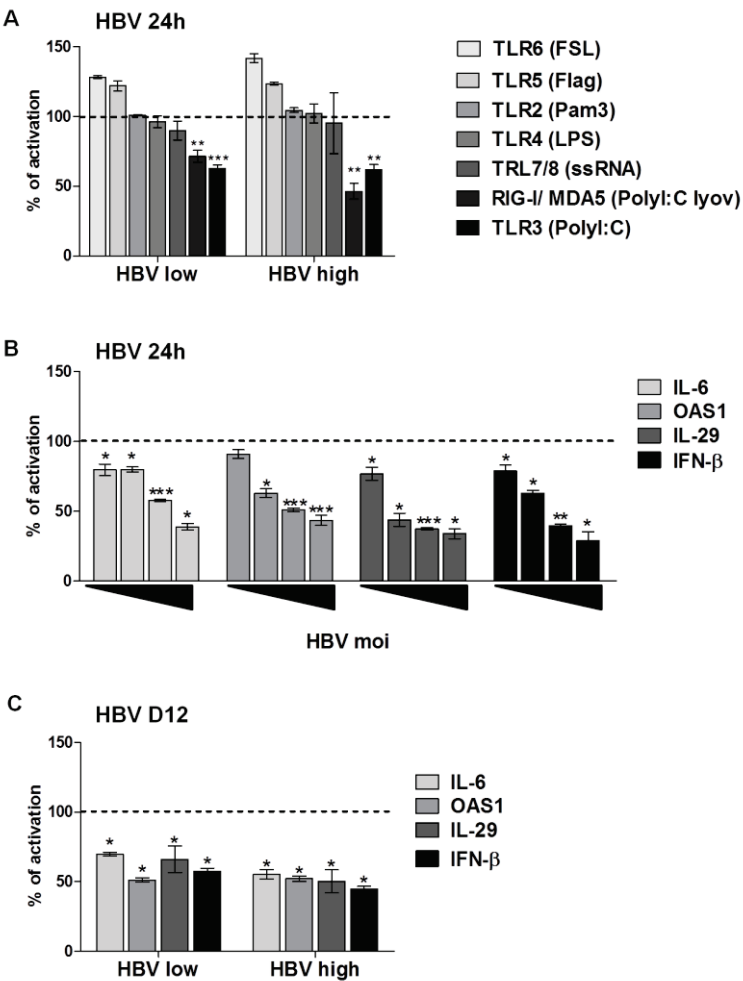 A
HBV 24h
150
100
50
0
% of activation
** ***
** **
HBV low HBV high
TLR6 (FSL)
TLR5 (Flag)
TLR2 (Pam3)
TLR4 (LPS)
TRL7/8 (ssRNA)
RIG-I/ MDA5 (PolyI:C lyov)
TLR3 (PolyI:C)
B
HBV 24h
150
100
50
0
% of activation
* * *** *
* *** ***
* * *** *
* * ** *
HBV moi
IL-6
OAS1
IL-29
IFN-β
C
HBV D12
150
100
50
0
% of activation
* * * *
* * * *
HBV low HBV high
IL-6
OAS1
IL-29
IFN-β